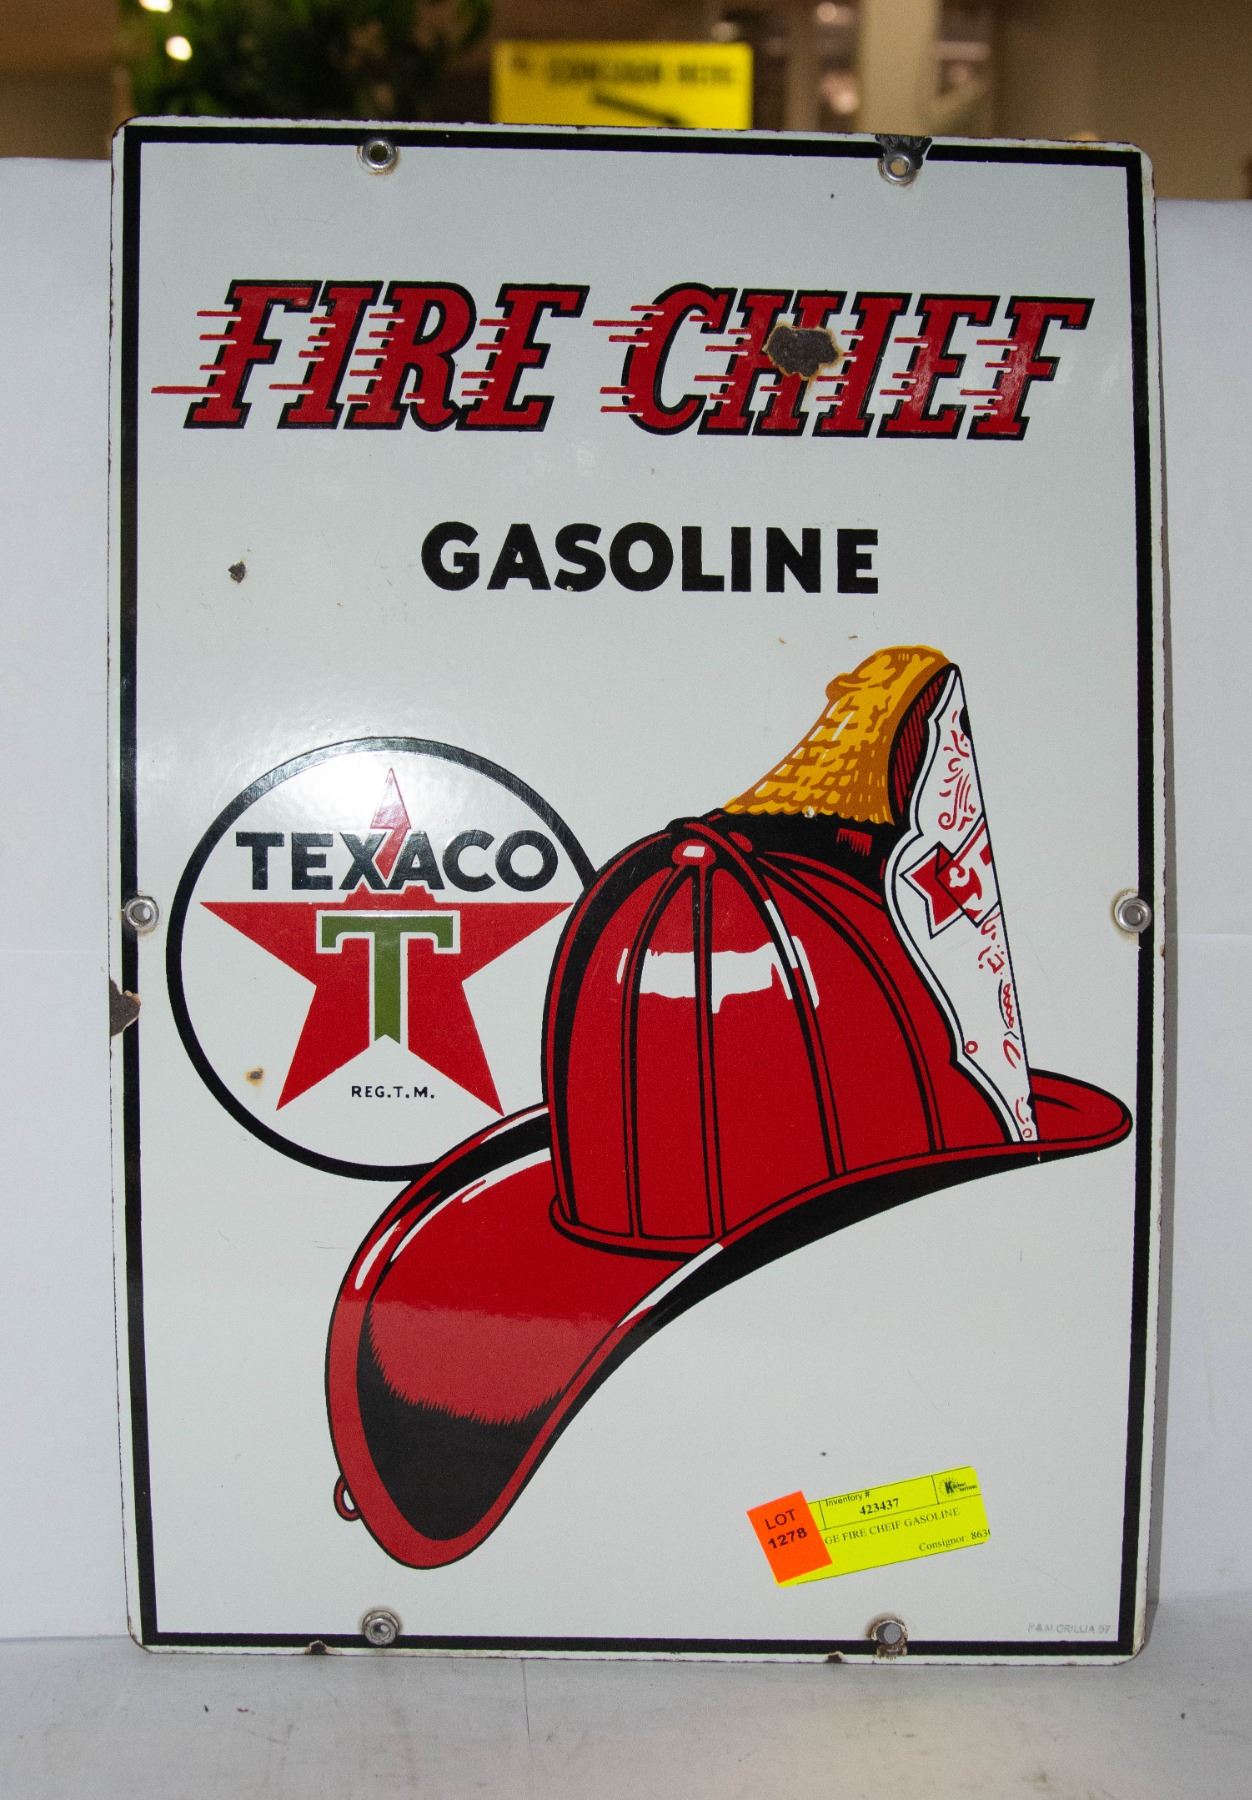 FIRE CHIEF
GASOLINE
TEXACO
T
REG.T.M.
LOT
1278
Inventory #
423437
GE FIRE CHEIF GASOLINE
Consignor: 863